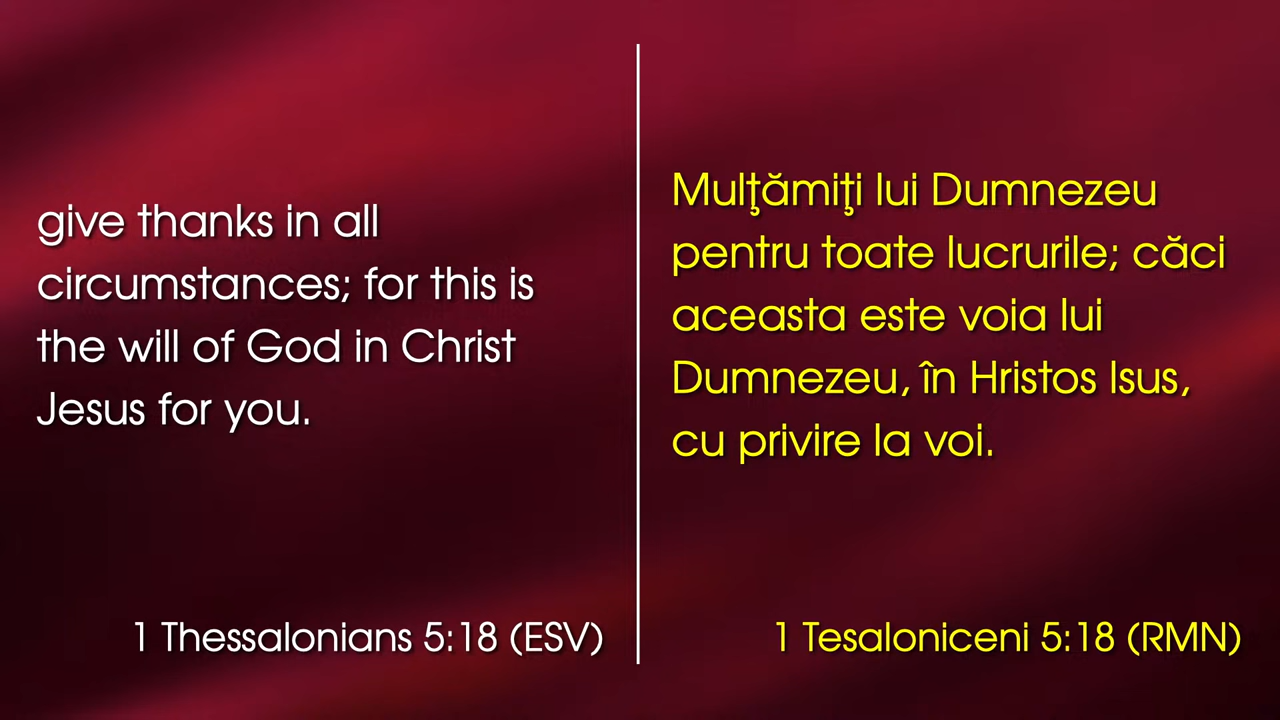 give thanks in all
circumstances; for this is
the will of God in Christ
Jesus for you.
1 Thessalonians 5:18 (ESV)
Mulţămiţi lui Dumnezeu
pentru toate lucrurile; căci
aceasta este voia lui
Dumnezeu, în Hristos Isus,
cu privire la voi.
1 Tesaloniceni 5:18 (RMN)